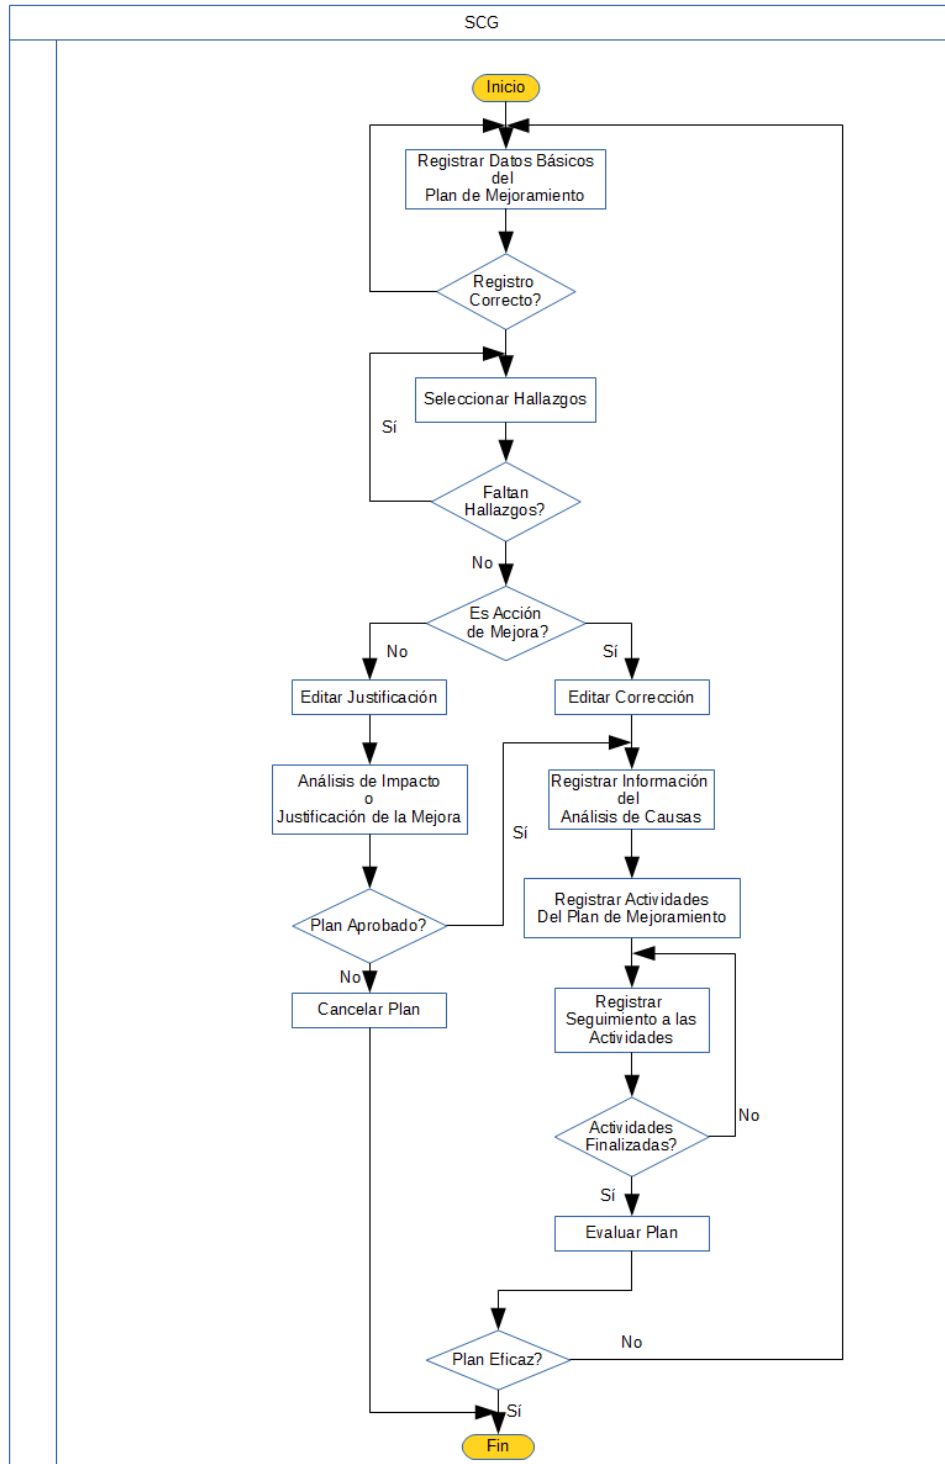 SCG
Inicio
Registrar Datos Básicos
del
Plan de Mejoramiento
Registro
Correcto?
Seleccionar Hallazgos
Sí
Faltan
Hallazgos?
No
Es Acción
de Mejora?
No
Sí
Editar Justificación
Editar Corrección
Análisis de Impacto
o
Justificación de la Mejora
Registrar Información
del
Análisis de Causas
Sí
Registrar Actividades
Del Plan de Mejoramiento
Plan Aprobado?
No
Cancelar Plan
Registrar
Seguimiento a las
Actividades
Actividades
Finalizadas?
No
Sí
Evaluar Plan
Plan Eficaz?
No
Sí
Fin